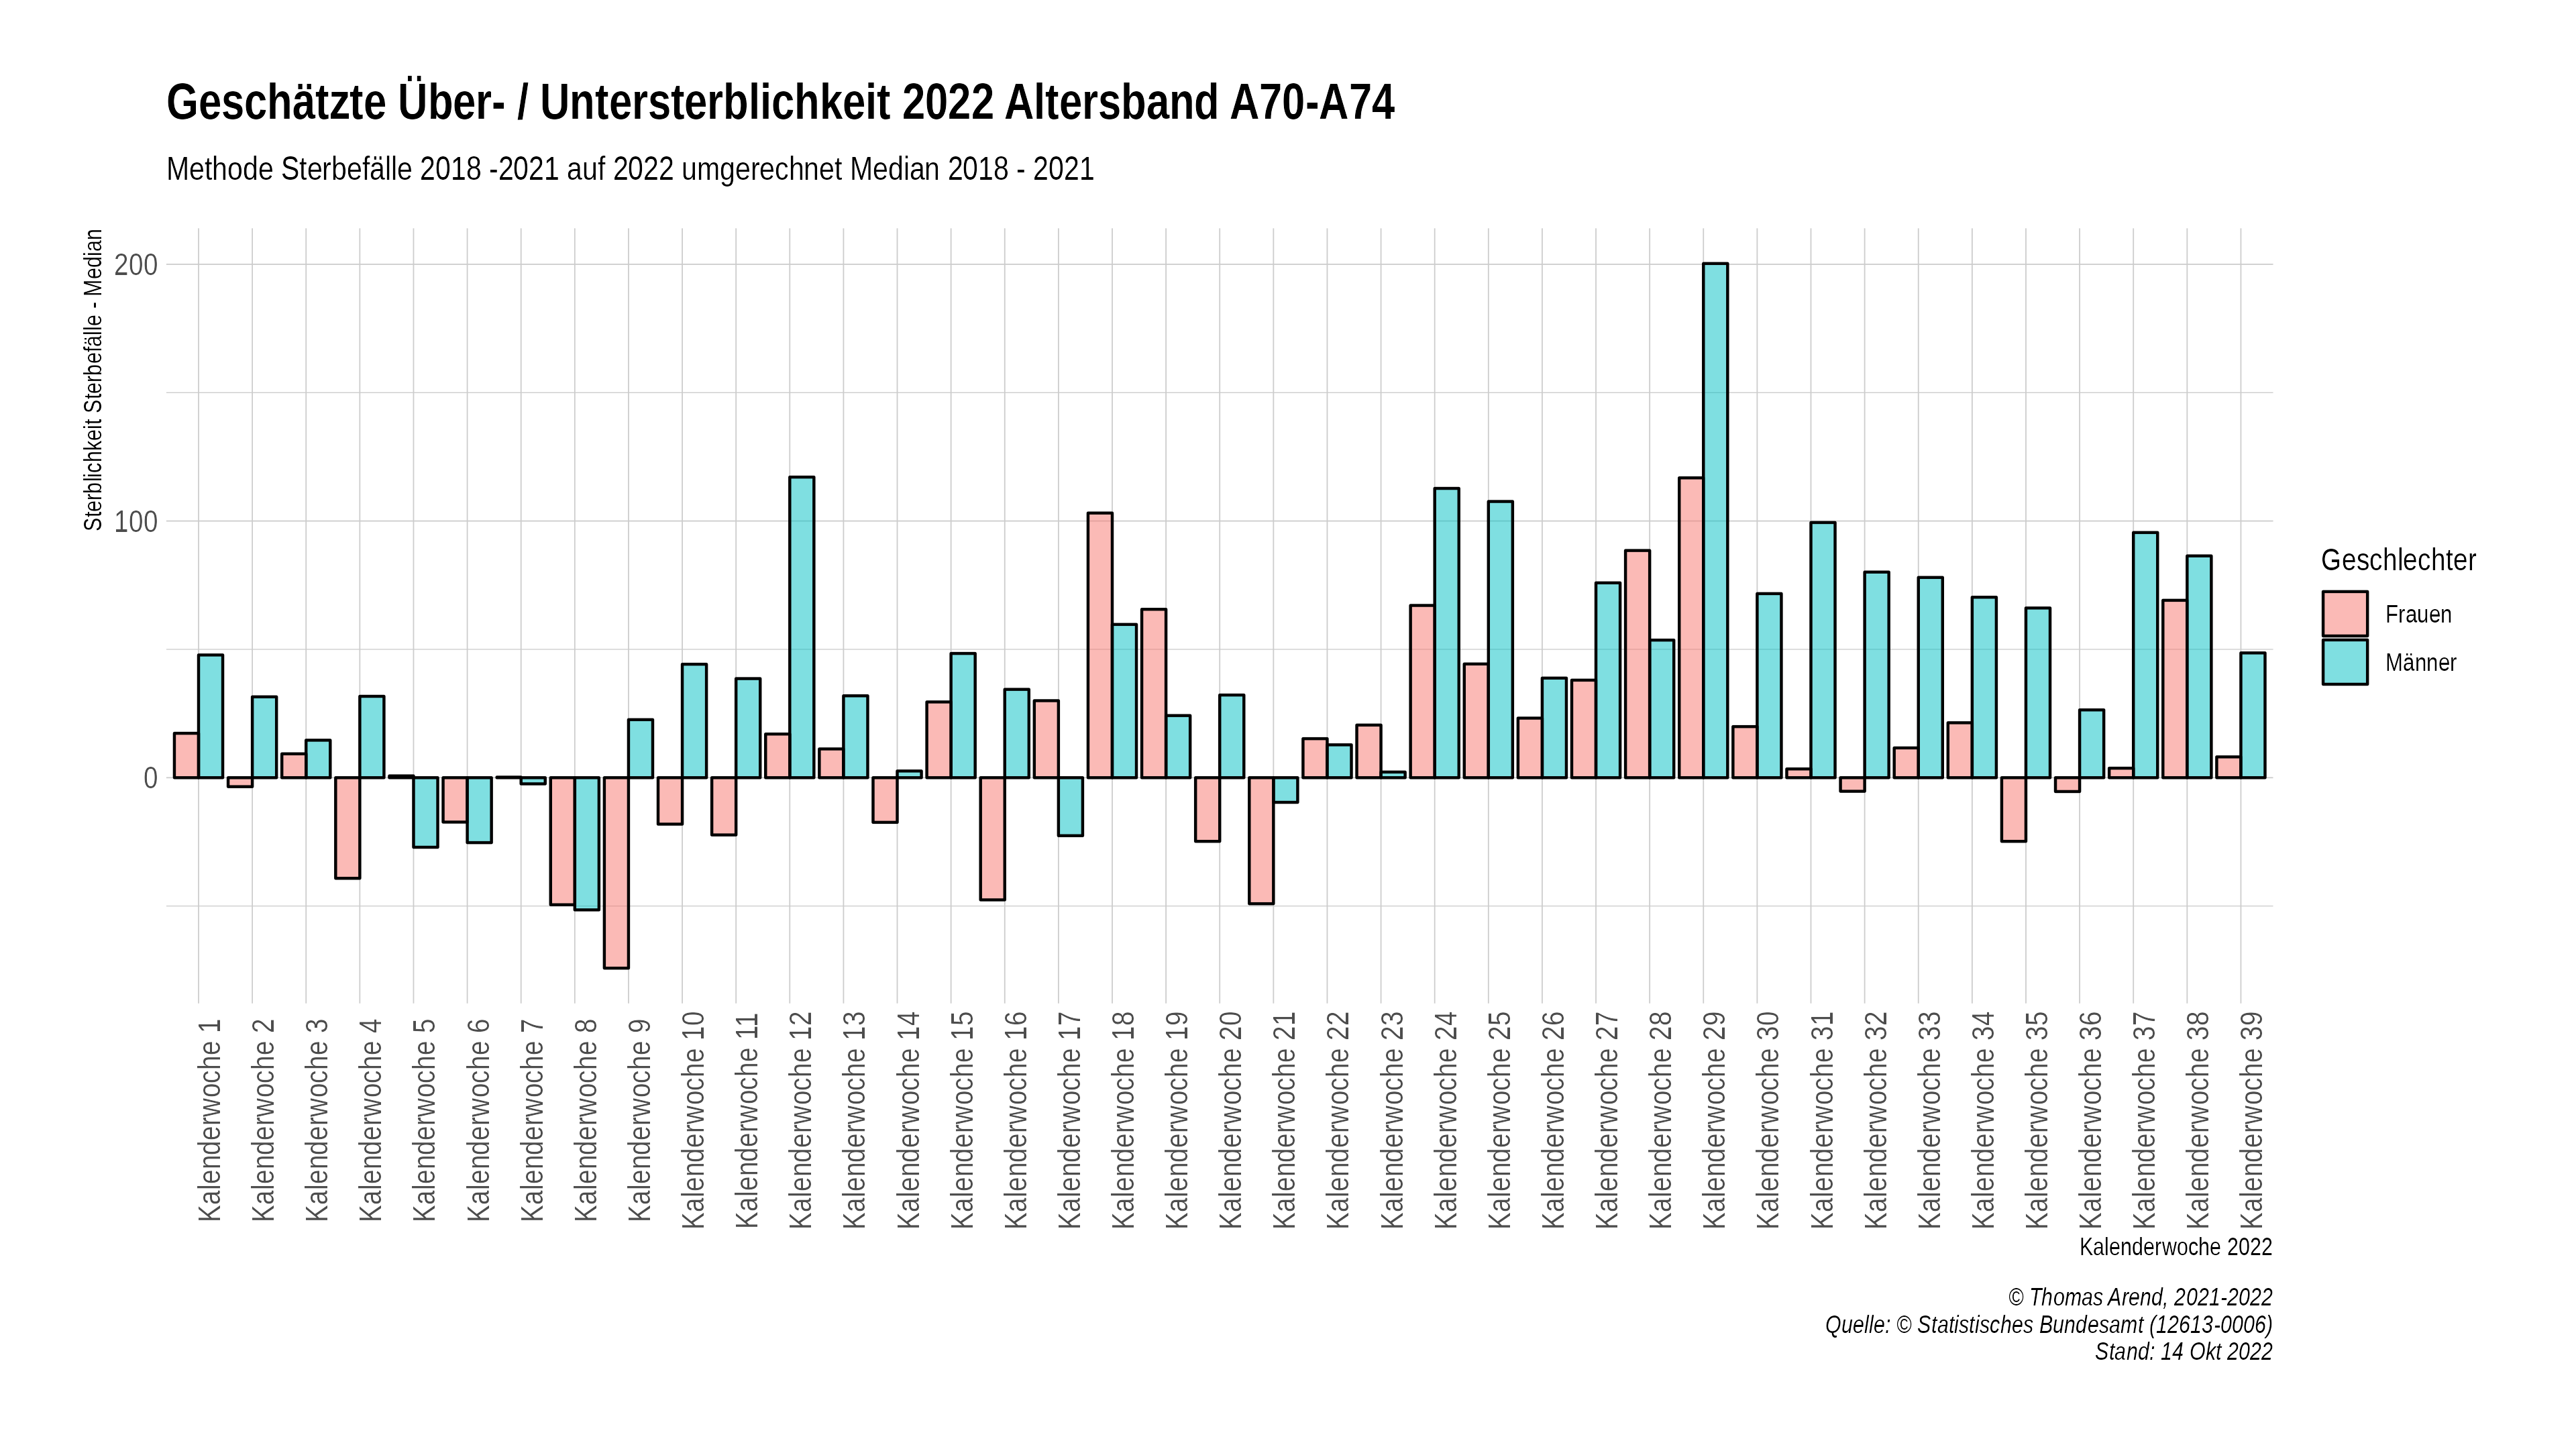 Geschätzte Über- / Untersterblichkeit 2022 Altersband A70-A74
Methode Sterbefälle 2018 -2021 auf 2022 umgerechnet Median 2018 - 2021
Sterblichkeit Sterbefälle - Median
200
100
0
Geschlechter
Frauen
Männer
Kalenderwoche 1
Kalenderwoche 2
Kalenderwoche 3
Kalenderwoche 4
Kalenderwoche 5
Kalenderwoche 6
Kalenderwoche 7
Kalenderwoche 8
Kalenderwoche 9
Kalenderwoche 10
Kalenderwoche 11
Kalenderwoche 12
Kalenderwoche 13
Kalenderwoche 14
Kalenderwoche 15
Kalenderwoche 16
Kalenderwoche 17
Kalenderwoche 18
Kalenderwoche 19
Kalenderwoche 20
Kalenderwoche 21
Kalenderwoche 22
Kalenderwoche 23
Kalenderwoche 24
Kalenderwoche 25
Kalenderwoche 26
Kalenderwoche 27
Kalenderwoche 28
Kalenderwoche 29
Kalenderwoche 30
Kalenderwoche 31
Kalenderwoche 32
Kalenderwoche 33
Kalenderwoche 34
Kalenderwoche 35
Kalenderwoche 36
Kalenderwoche 37
Kalenderwoche 38
Kalenderwoche 39
Kalenderwoche 2022
© Thomas Arend, 2021-2022
Quelle: © Statistisches Bundesamt (12613-0006)
Stand: 14 Okt 2022